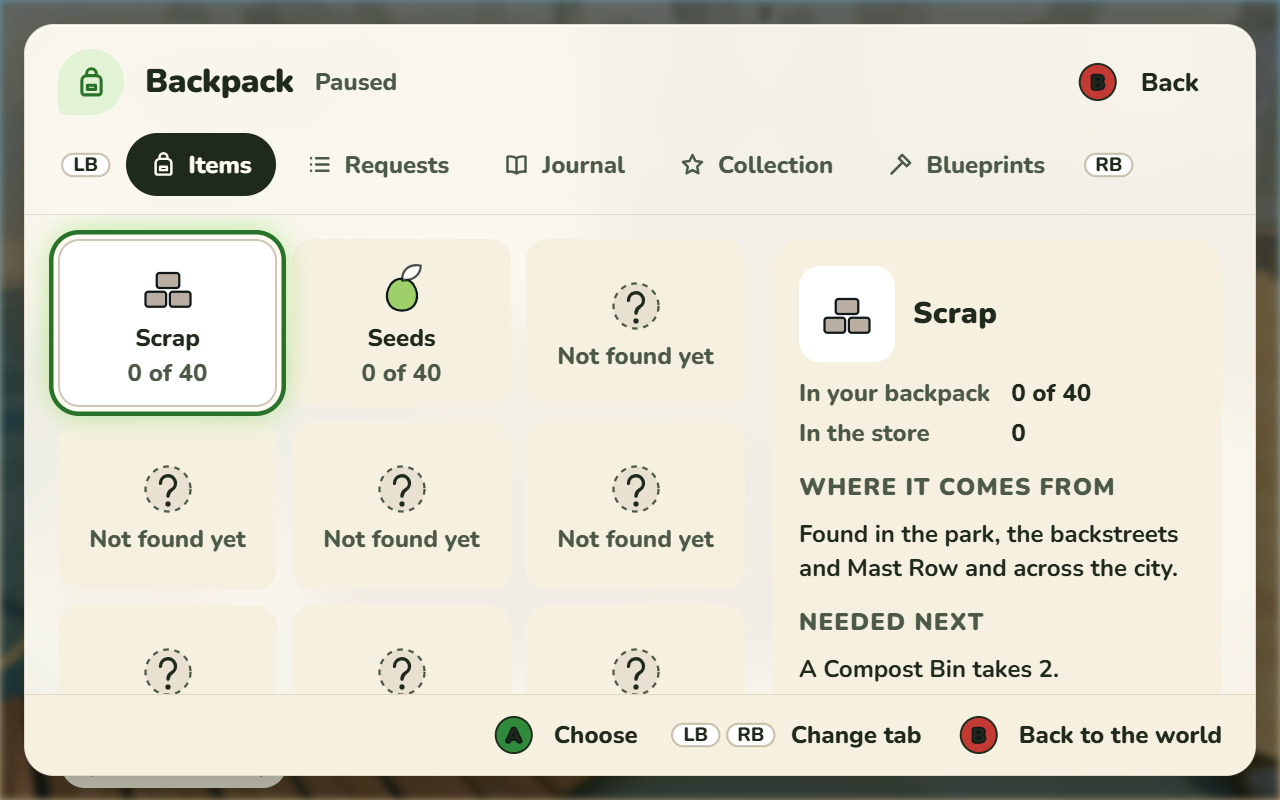 Backpack Paused
B Back
LB Items Requests Journal Collection Blueprints RB
Scrap
0 of 40
Seeds
0 of 40
?
Not found yet
?
Not found yet
?
Not found yet
?
Not found yet
?
?
?
Scrap
In your backpack 0 of 40
In the store 0
WHERE IT COMES FROM
Found in the park, the backstreets
and Mast Row and across the city.
NEEDED NEXT
A Compost Bin takes 2.
A Choose LB RB Change tab B Back to the world